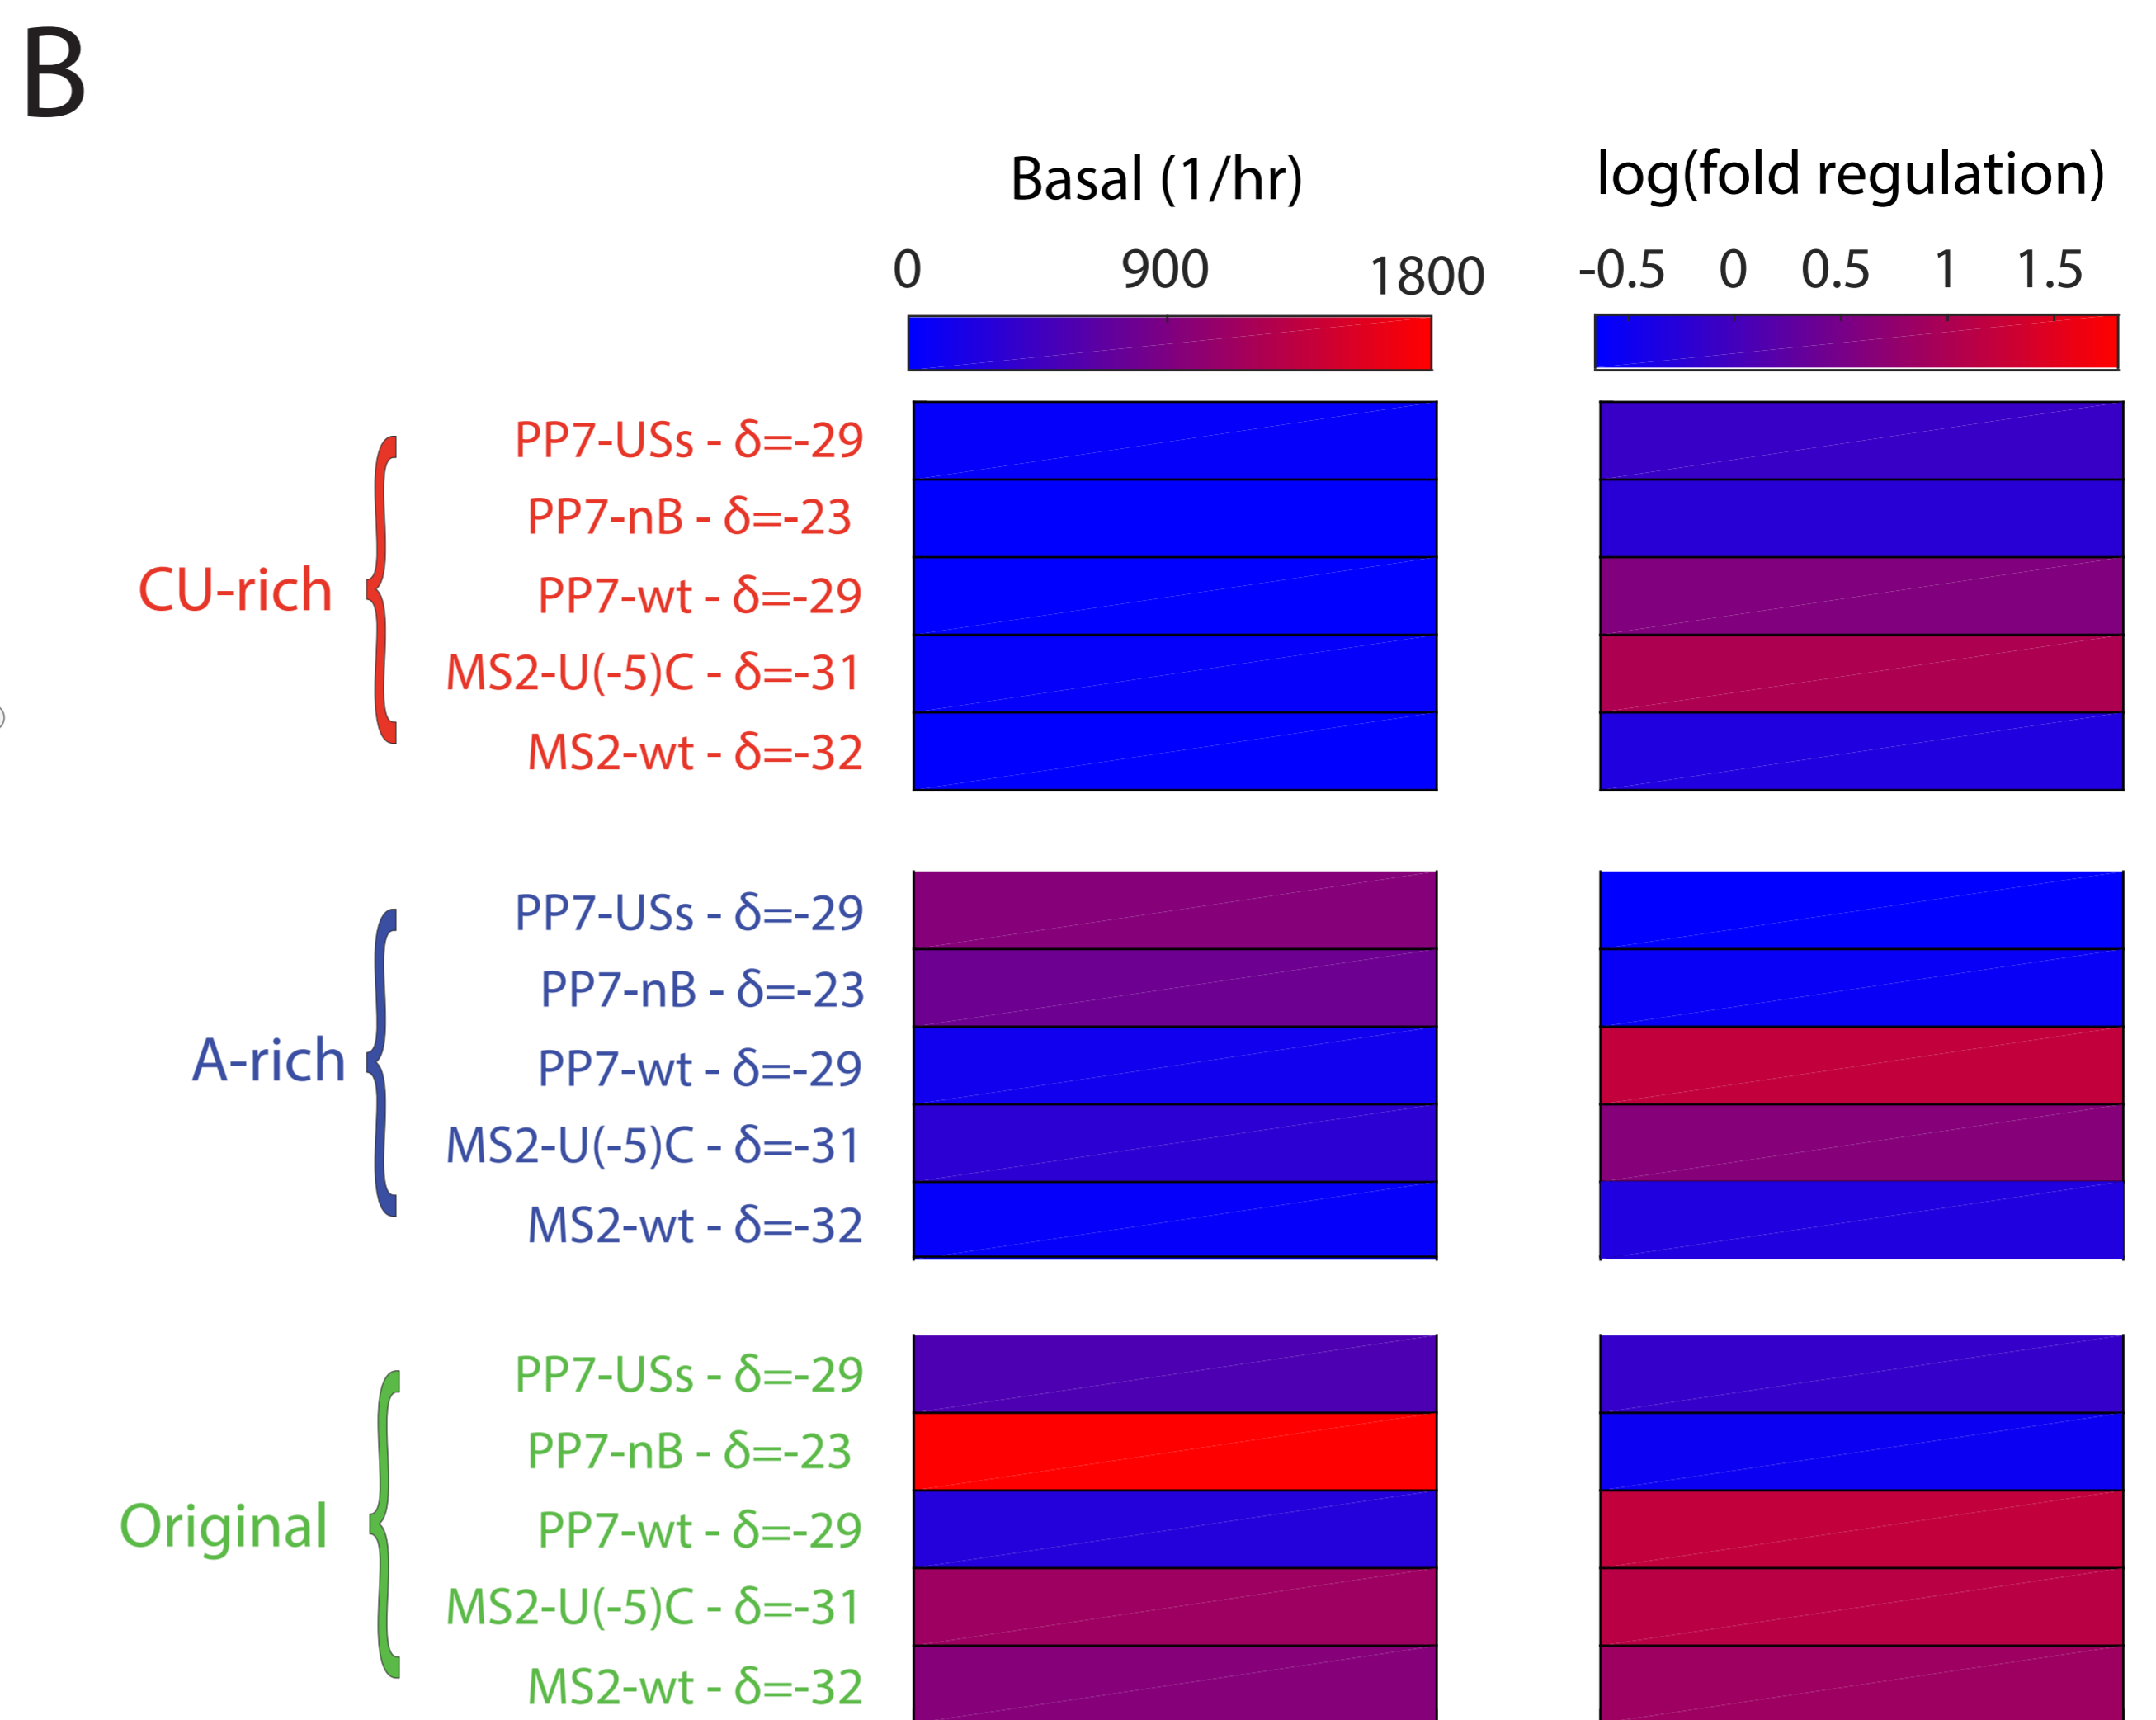 B
Basal (1/hr)
log(fold regulation)
0 900 1800
-0.5 0 0.5 1 1.5
CU-rich
PP7-USs - δ=-29
PP7-nB - δ=-23
PP7-wt - δ=-29
MS2-U(-5)C - δ=-31
MS2-wt - δ=-32
A-rich
PP7-USs - δ=-29
PP7-nB - δ=-23
PP7-wt - δ=-29
MS2-U(-5)C - δ=-31
MS2-wt - δ=-32
Original
PP7-USs - δ=-29
PP7-nB - δ=-23
PP7-wt - δ=-29
MS2-U(-5)C - δ=-31
MS2-wt - δ=-32